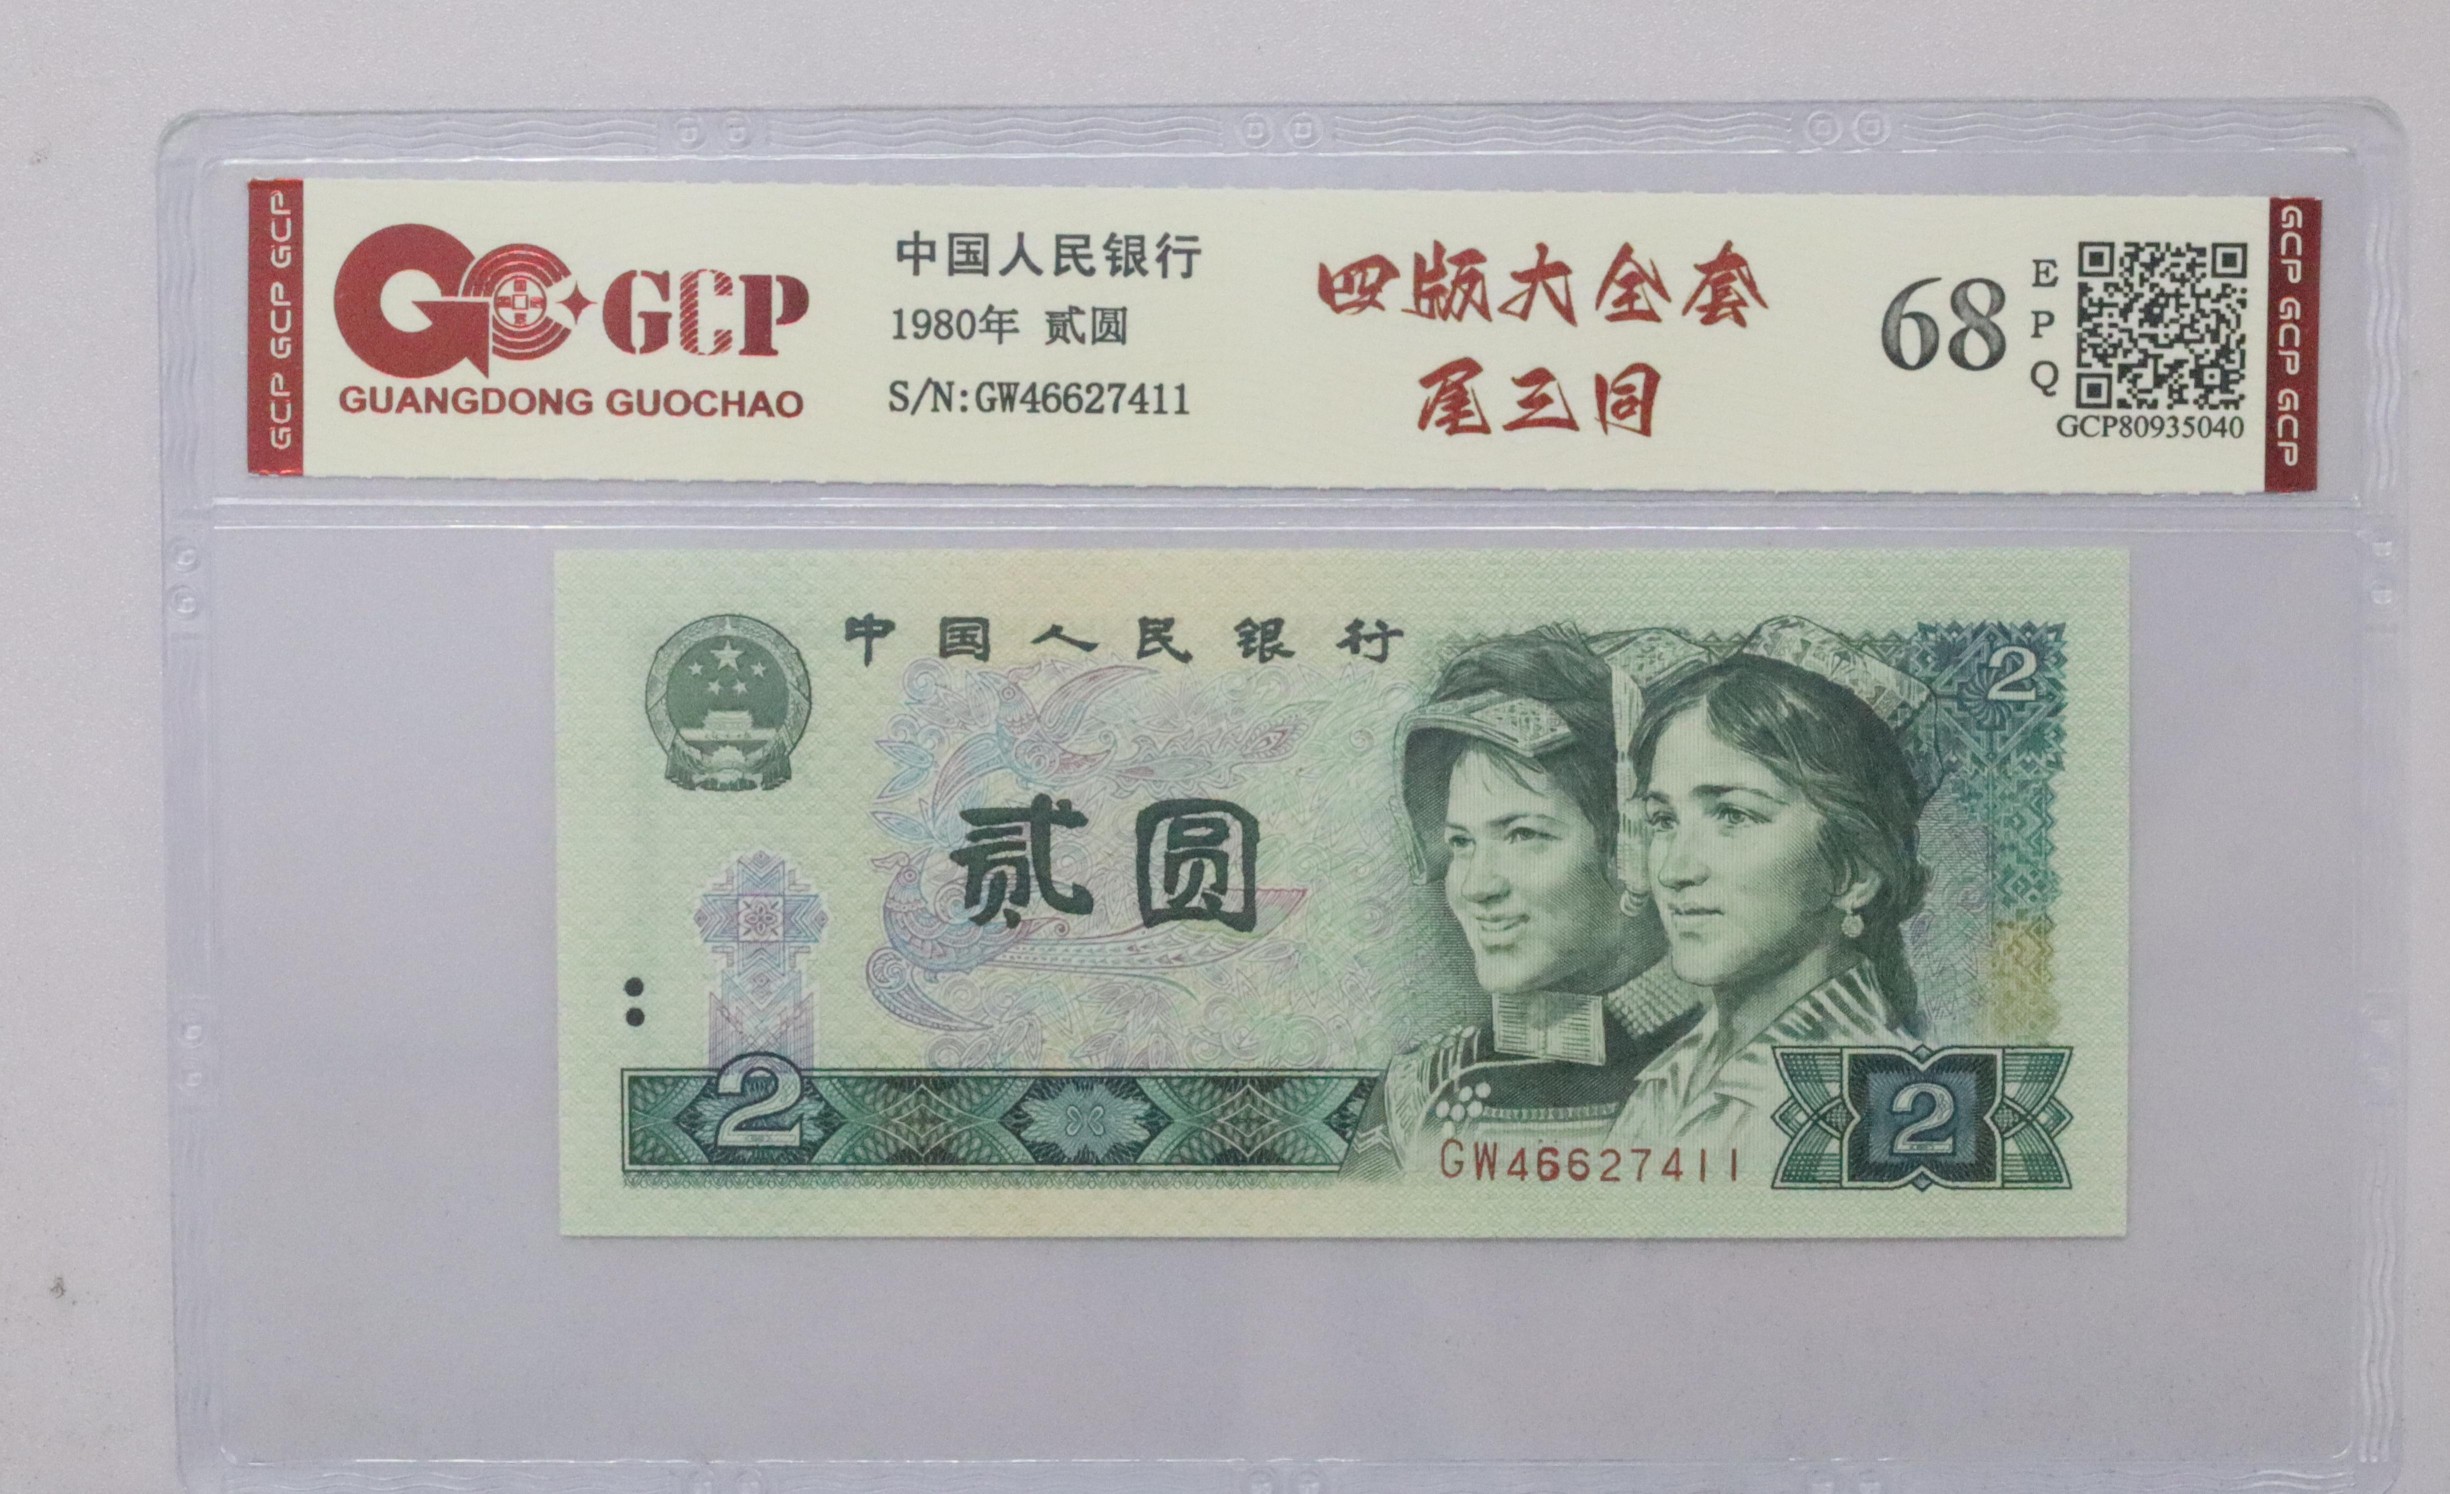 GCP GCP GCP
GCP
GUANGDONG GUOCHAO
中国人民银行
1980年 贰圆
S/N:GW46627411
四版大全套
尾三同
68
E
P
Q
GCP80935040
GCP GCP GCP
中国人民银行
2
贰圆
2
GW46627411
2